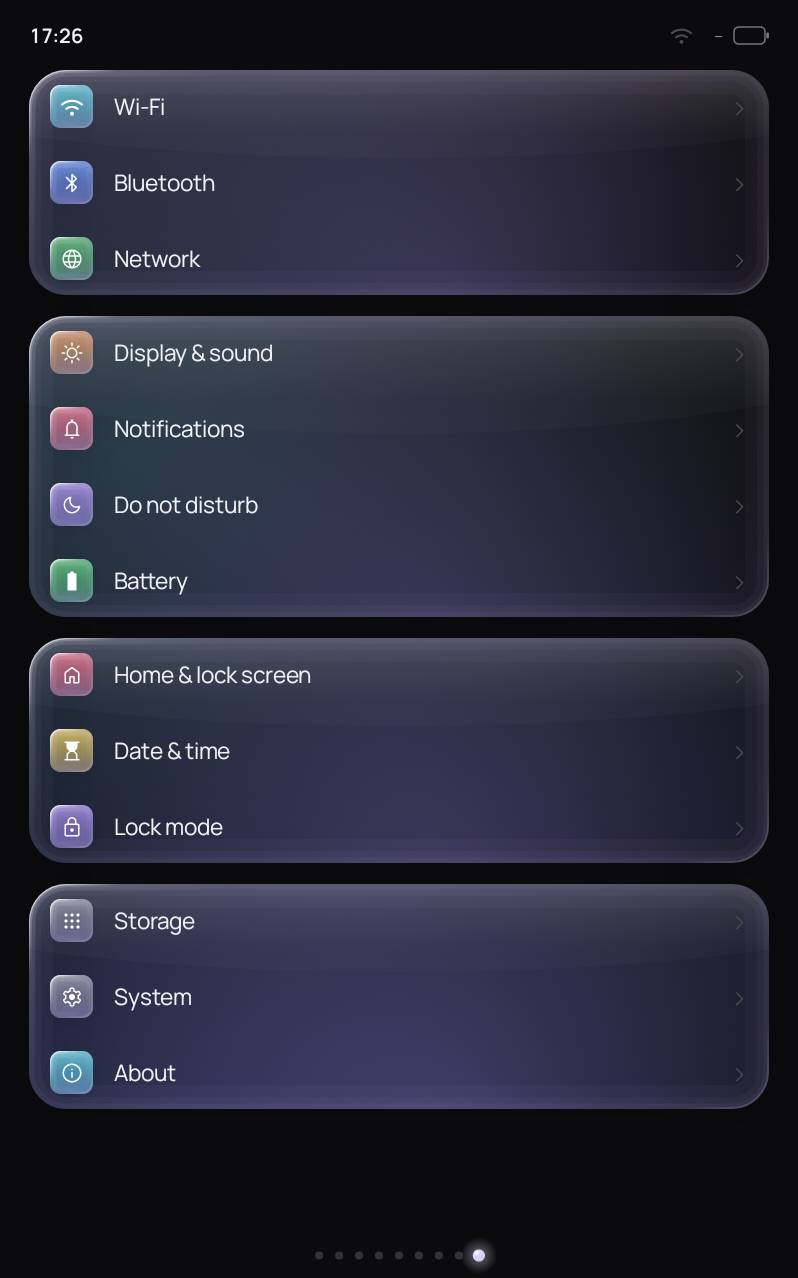 17:26
–
Wi-Fi
Bluetooth
Network
Display & sound
Notifications
Do not disturb
Battery
Home & lock screen
Date & time
Lock mode
Storage
System
About